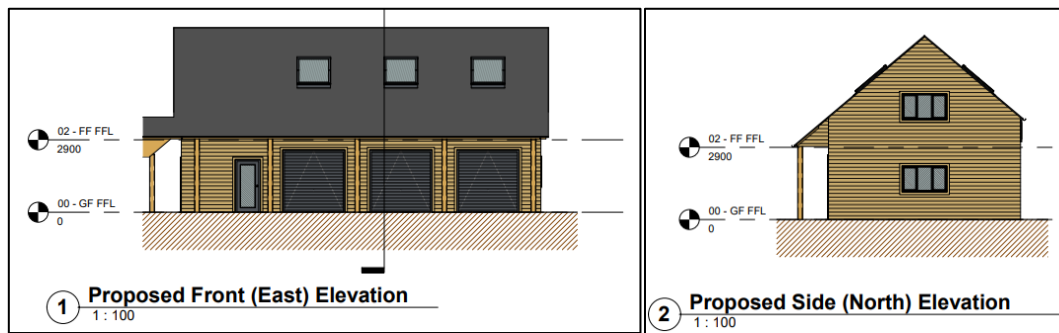 02 - FF FFL
2900
00 - GF FFL
0
1
Proposed Front (East) Elevation
1 : 100
02 - FF FFL
2900
00 - GF FFL
0
2
Proposed Side (North) Elevation
1 : 100